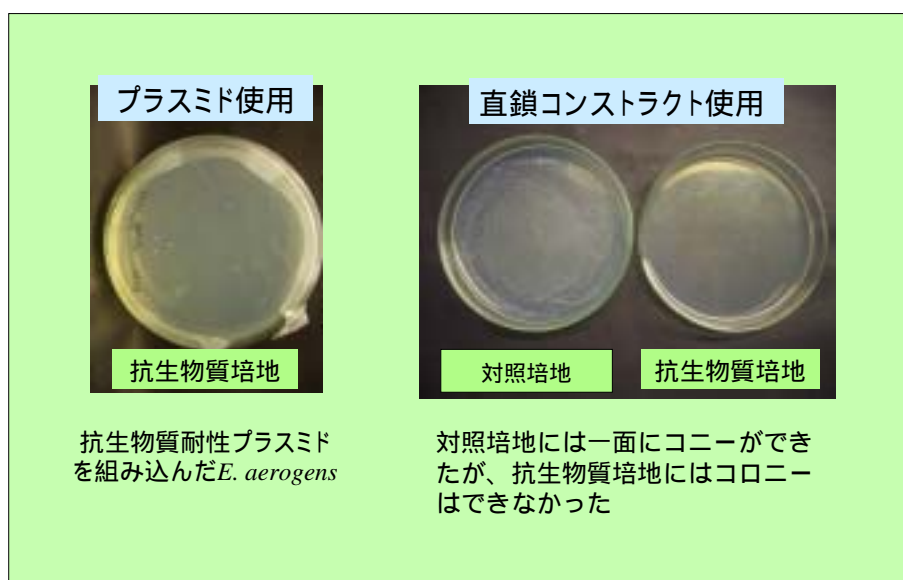 プラスミド使用
直鎖コンストラクト使用
抗生物質培地
対照培地
抗生物質培地
抗生物質耐性プラスミド
を組み込んだE. aerogens
対照培地には一面にコニーができ
たが、抗生物質培地にはコロニー
はできなかった